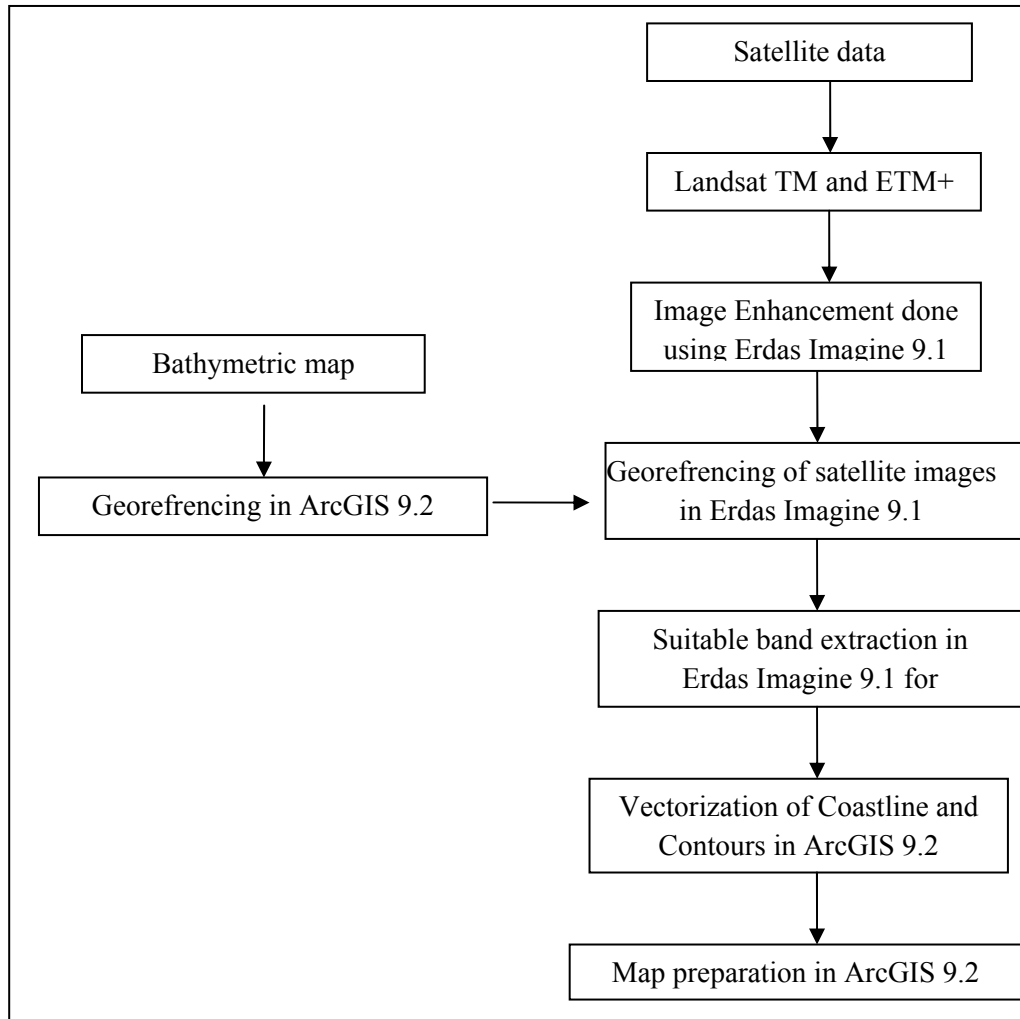 Satellite data
Landsat TM and ETM+
Image Enhancement done
using Erdas Imagine 9.1
Bathymetric map
Georefrencing in ArcGIS 9.2
Georefrencing of satellite images
in Erdas Imagine 9.1
Suitable band extraction in
Erdas Imagine 9.1 for
Vectorization of Coastline and
Contours in ArcGIS 9.2
Map preparation in ArcGIS 9.2